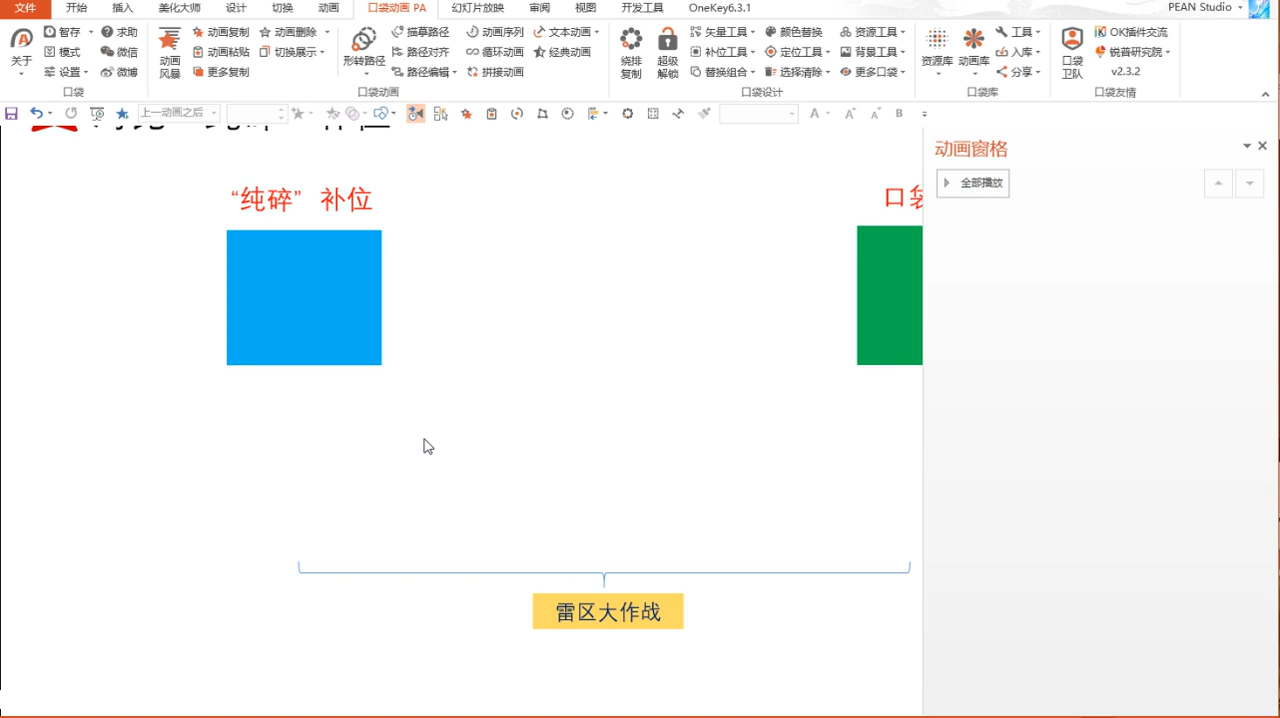 文件 开始 插入 美化大师 设计 切换 动画 口袋动画 PA 幻灯片放映 审阅 视图 开发工具 OneKey6.3.1 PEAN Studio
智存 求助 动画复制 动画删除 描摹路径 动画序列 文本动画 矢量工具 颜色替换 资源工具 工具 OK插件交流
模式 微信 动画粘贴 切换展示 路径对齐 循环动画 经典动画 补位工具 定位工具 背景工具 入库 锐普研究院
关于 动画风暴 形转路径 绕排复制 超级解锁 资源库 动画库 口袋卫队
设置 微博 更多复制 路径编辑 拼接动画 替换组合 选择清除 更多口袋 分享 v2.3.2
口袋 口袋动画 口袋设计 口袋库 口袋友情
上一动画之后 A A A B
动画窗格
全部播放
“纯碎” 补位 口袋
雷区大作战